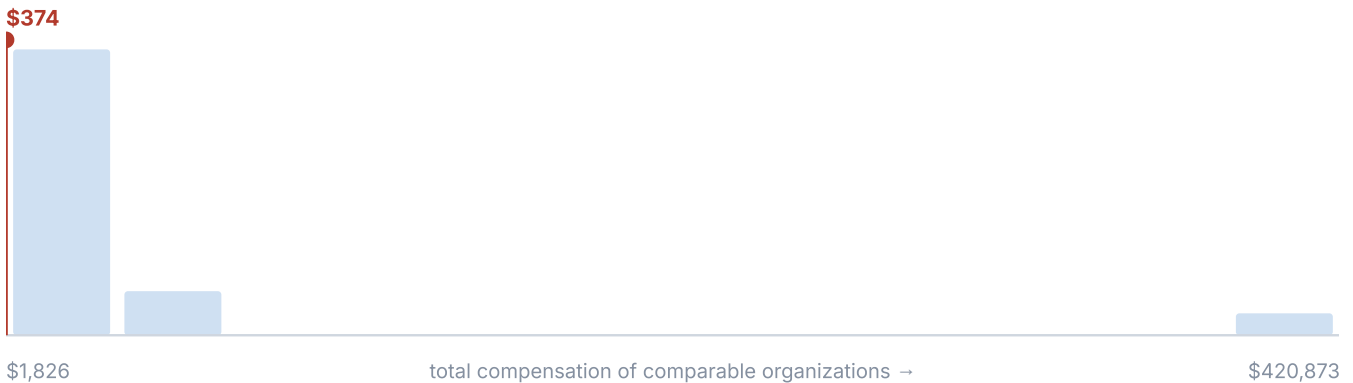 $374
$1,826 total compensation of comparable organizations → $420,873